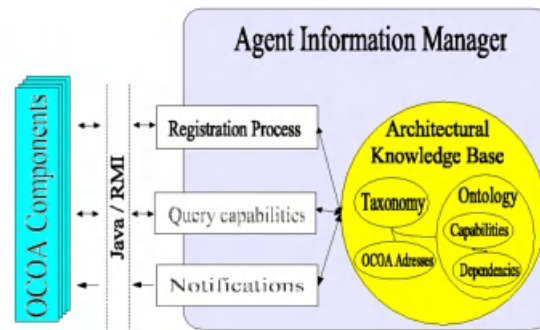 Agent Information Manager
OCOA Components
Java / RMI
Registration Process
Query capabilities
Notifications
Architectural
Knowledge Base
Taxonomy
OCOA Adresses
Ontology
Capabilities
Dependencies